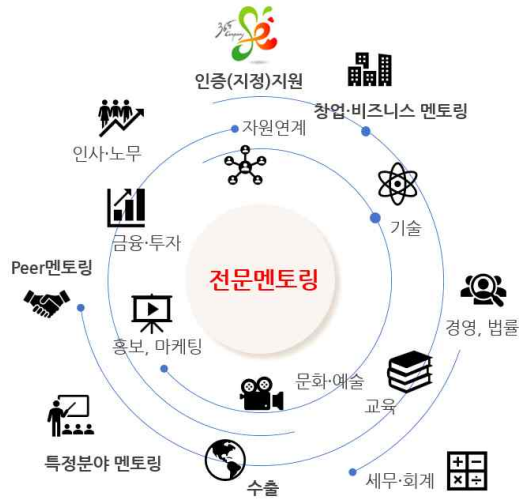 인증(지정)지원
창업·비즈니스 멘토링
자원연계
인사·노무
기술
금융·투자
Peer멘토링
전문멘토링
경영, 법률
홍보, 마케팅
문화·예술
교육
특정분야 멘토링
세무·회계
수출